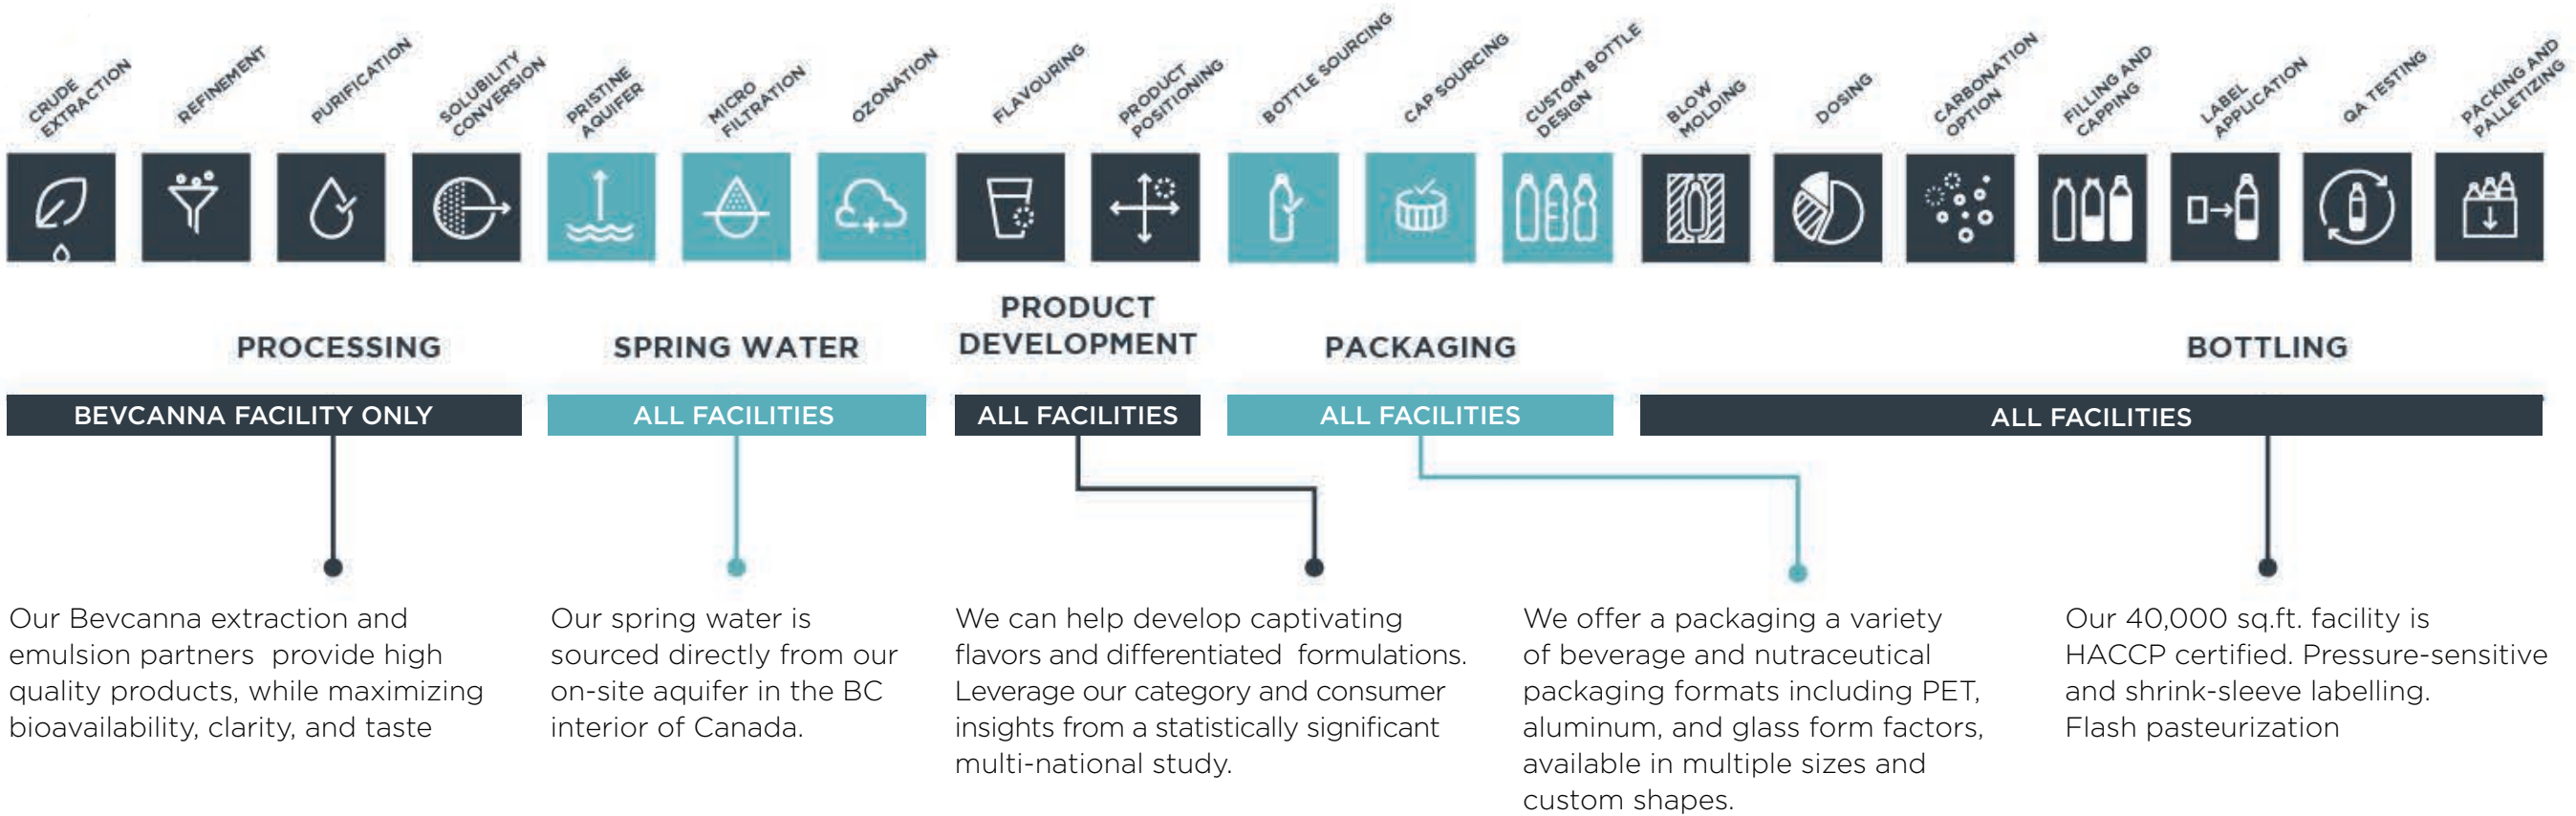 CRUDE
EXTRACTION
REFINEMENT
PURIFICATION
SOLUBILITY
CONVERSION
PRISTINE
AQUIFER
MICRO
FILTRATION
OZONATION
FLAVOURING
PRODUCT
POSITIONING
BOTTLE SOURCING
CAP SOURCING
CUSTOM BOTTLE
DESIGN
BLOW
MOLDING
DOSING
CARBONATION
OPTION
FILLING AND
CAPPING
LABEL
APPLICATION
QA TESTING
PACKING AND
PALLETIZING
PROCESSING
SPRING WATER
PRODUCT
DEVELOPMENT
PACKAGING
BOTTLING
BEVCANNA FACILITY ONLY
ALL FACILITIES
ALL FACILITIES
ALL FACILITIES
ALL FACILITIES
Our Bevcanna extraction and
emulsion partners provide high
quality products, while maximizing
bioavailability, clarity, and taste
Our spring water is
sourced directly from our
on-site aquifer in the BC
interior of Canada.
We can help develop captivating
flavors and differentiated formulations.
Leverage our category and consumer
insights from a statistically significant
multi-national study.
We offer a packaging a variety
of beverage and nutraceutical
packaging formats including PET,
aluminum, and glass form factors,
available in multiple sizes and
custom shapes.
Our 40,000 sq.ft. facility is
HACCP certified. Pressure-sensitive
and shrink-sleeve labelling.
Flash pasteurization